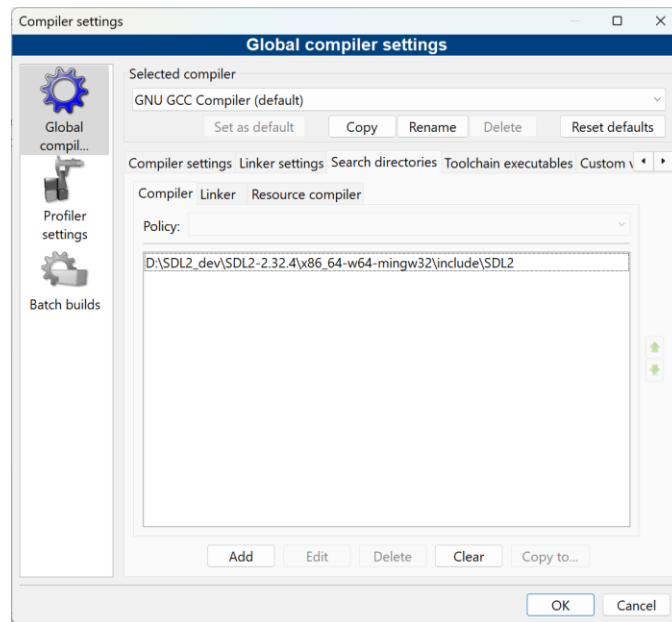 Compiler settings
Global compiler settings
Global
compil...
Profiler
settings
Batch builds
Selected compiler
GNU GCC Compiler (default)
Set as default Copy Rename Delete Reset defaults
Compiler settings Linker settings Search directories Toolchain executables Custom
Compiler Linker Resource compiler
Policy:
D:\SDL2_dev\SDL2-2.32.4\x86_64-w64-mingw32\include\SDL2
Add Edit Delete Clear Copy to...
OK Cancel